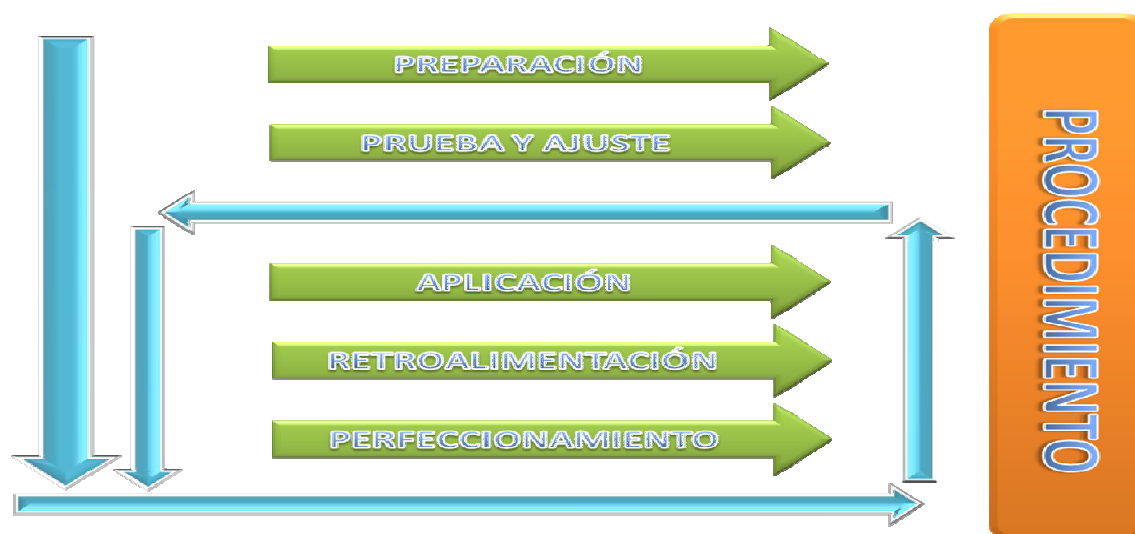 PREPARACIÓN
PRUEBA Y AJUSTE
APLICACIÓN
RETROALIMENTACIÓN
PERFECCIONAMIENTO
PROCEDIMIENTO